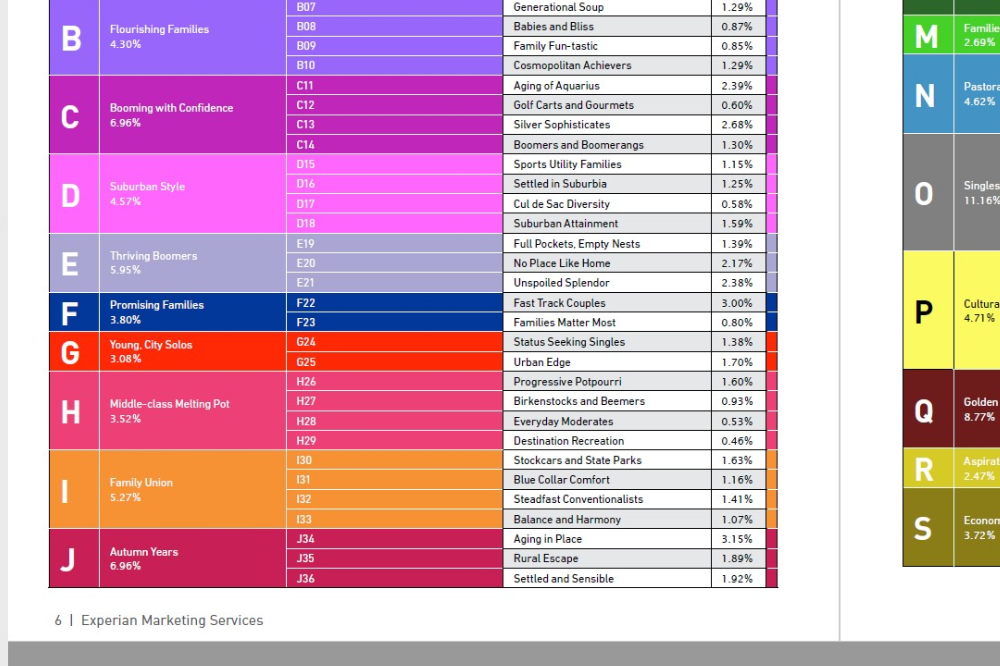 B
Flourishing Families
4.30%
B07 Generational Soup 1.29%
B08 Babies and Bliss 0.87%
B09 Family Fun-tastic 0.85%
B10 Cosmopolitan Achievers 1.29%
C
Booming with Confidence
6.96%
C11 Aging of Aquarius 2.39%
C12 Golf Carts and Gourmets 0.60%
C13 Silver Sophisticates 2.68%
C14 Boomers and Boomerangs 1.30%
D
Suburban Style
4.57%
D15 Sports Utility Families 1.15%
D16 Settled in Suburbia 1.25%
D17 Cul de Sac Diversity 0.58%
D18 Suburban Attainment 1.59%
E
Thriving Boomers
5.95%
E19 Full Pockets, Empty Nests 1.39%
E20 No Place Like Home 2.17%
E21 Unspoiled Splendor 2.38%
F
Promising Families
3.80%
F22 Fast Track Couples 3.00%
F23 Families Matter Most 0.80%
G
Young, City Solos
3.08%
G24 Status Seeking Singles 1.38%
G25 Urban Edge 1.70%
H
Middle-class Melting Pot
3.52%
H26 Progressive Potpourri 1.60%
H27 Birkenstocks and Beemers 0.93%
H28 Everyday Moderates 0.53%
H29 Destination Recreation 0.46%
I
Family Union
5.27%
I30 Stockcars and State Parks 1.63%
I31 Blue Collar Comfort 1.16%
I32 Steadfast Conventionalists 1.41%
I33 Balance and Harmony 1.07%
J
Autumn Years
6.96%
J34 Aging in Place 3.15%
J35 Rural Escape 1.89%
J36 Settled and Sensible 1.92%
6 | Experian Marketing Services
M
Familie
2.69%
N
Pastora
4.62%
O
Singles
11.16%
P
Cultura
4.71%
Q
Golden
8.77%
R
Aspirat
2.47%
S
Econom
3.72%